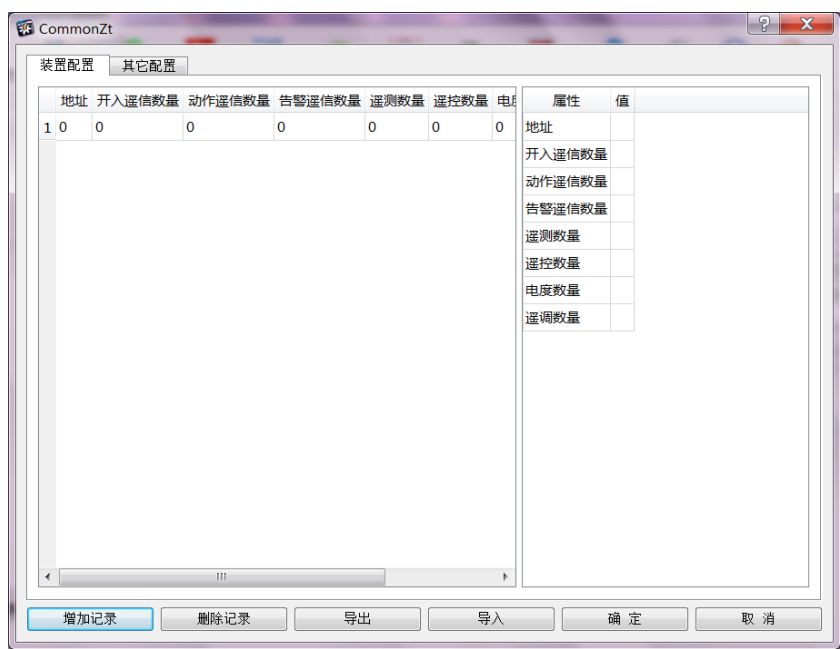 CommonZt
装置配置 其它配置
地址 开入遥信数量 动作遥信数量 告警遥信数量 遥测数量 遥控数量 电度 属性 值
1 0 0 0 0 0 0 0 地址
开入遥信数量
动作遥信数量
告警遥信数量
遥测数量
遥控数量
电度数量
遥调数量
增加记录 删除记录 导出 导入 确 定 取 消